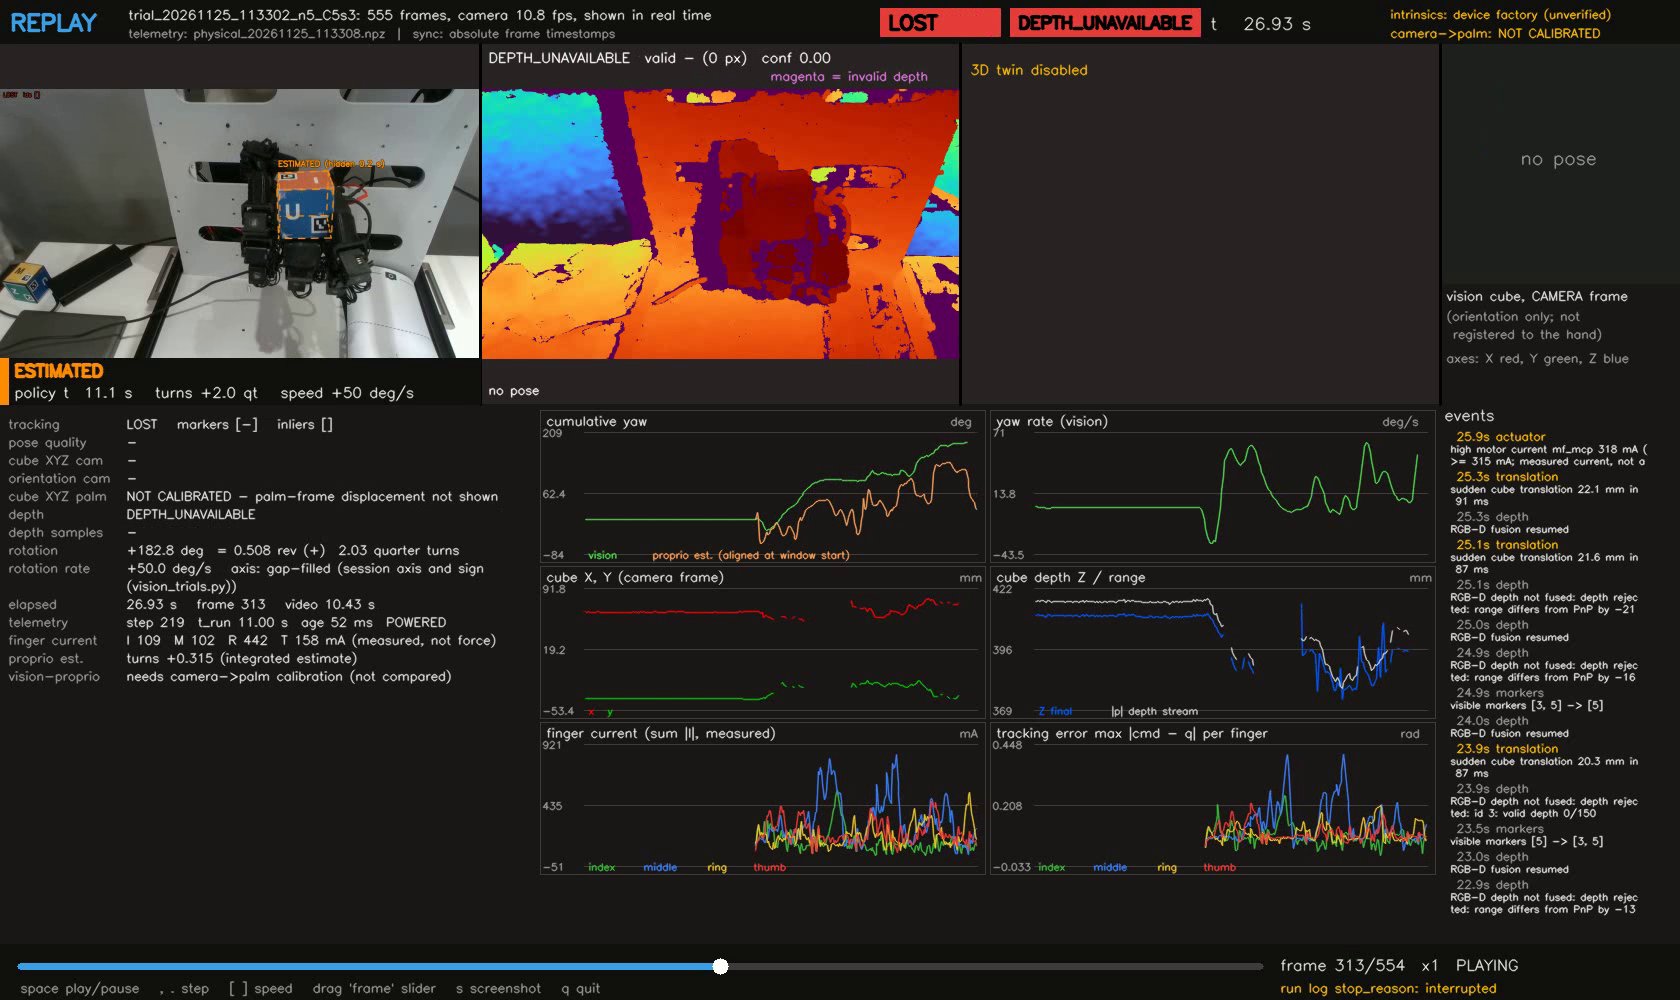 REPLAY
trial_20261125_113302_n5_C5s3: 555 frames, camera 10.8 fps, shown in real time
telemetry: physical_20261125_113308.npz | sync: absolute frame timestamps
LOST
DEPTH_UNAVAILABLE
t 26.93 s
intrinsics: device factory (unverified)
camera->palm: NOT CALIBRATED
DEPTH_UNAVAILABLE valid – (0 px) conf 0.00
magenta = invalid depth
3D twin disabled
no pose
ESTIMATED (hidden 0.2 s)
U
M
Z
ESTIMATED
policy t 11.1 s turns +2.0 qt speed +50 deg/s
no pose
vision cube, CAMERA frame
(orientation only; not
registered to the hand)
axes: X red, Y green, Z blue
tracking LOST markers [–] inliers []
pose quality –
cube XYZ cam –
orientation cam –
cube XYZ palm NOT CALIBRATED – palm-frame displacement not shown
depth DEPTH_UNAVAILABLE
depth samples –
rotation +182.8 deg = 0.508 rev (+) 2.03 quarter turns
rotation rate +50.0 deg/s axis: gap-filled (session axis and sign
(vision_trials.py))
elapsed 26.93 s frame 313 video 10.43 s
telemetry step 219 t_run 11.00 s age 52 ms POWERED
finger current I 109 M 102 R 442 T 158 mA (measured, not force)
proprio est. turns +0.315 (integrated estimate)
vision-proprio needs camera->palm calibration (not compared)
cumulative yaw deg
209
62.4
-84
vision proprio est. (aligned at window start)
yaw rate (vision) deg/s
71
13.8
-43.5
cube X, Y (camera frame) mm
91.8
19.2
-53.4
x y
cube depth Z / range mm
422
396
369
Z final |p| depth stream
finger current (sum |I|, measured) mA
921
435
-51
index middle ring thumb
tracking error max |cmd – q| per finger rad
0.448
0.208
-0.033
index middle ring thumb
events
25.9s actuator
high motor current mf_mcp 318 mA (
>= 315 mA; measured current, not a
25.3s translation
sudden cube translation 22.1 mm in
91 ms
25.3s depth
RGB-D fusion resumed
25.1s translation
sudden cube translation 21.6 mm in
87 ms
25.1s depth
RGB-D depth not fused: depth rejec
ted: range differs from PnP by -21
25.0s depth
RGB-D fusion resumed
24.9s depth
RGB-D depth not fused: depth rejec
ted: range differs from PnP by -16
24.9s markers
visible markers [3, 5] -> [5]
24.0s depth
RGB-D fusion resumed
23.9s translation
sudden cube translation 20.3 mm in
87 ms
23.9s depth
RGB-D depth not fused: depth rejec
ted: id 3: valid depth 0/150
23.5s markers
visible markers [5] -> [3, 5]
23.0s depth
RGB-D fusion resumed
22.9s depth
RGB-D depth not fused: depth rejec
ted: range differs from PnP by -13
frame 313/554 x1 PLAYING
space play/pause , . step [ ] speed drag 'frame' slider s screenshot q quit
run log stop_reason: interrupted